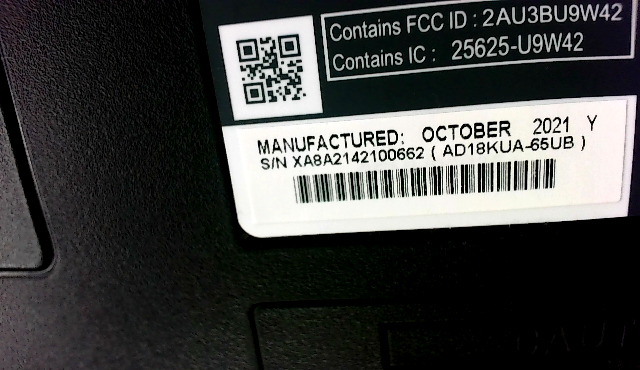 Contains FCC ID : 2AU3BU9W42
Contains IC : 25625-U9W42
MANUFACTURED: OCTOBER 2021 Y
S/N XA8A2142100662 ( AD18KUA-65UB )